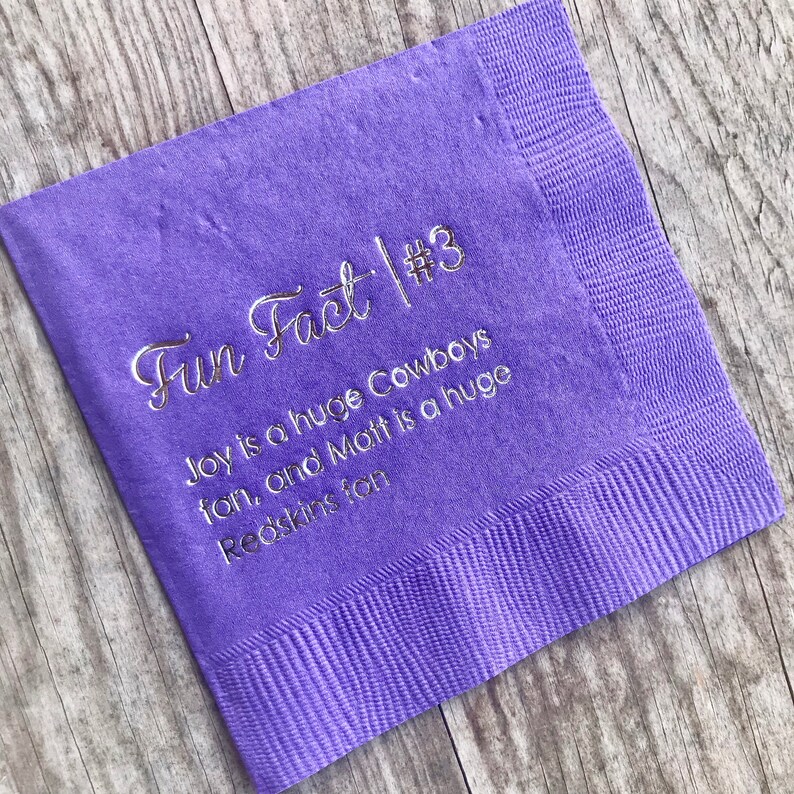 Fun Fact | #3
Joy is a huge Cowboys
fan, and Matt is a huge
Redskins fan